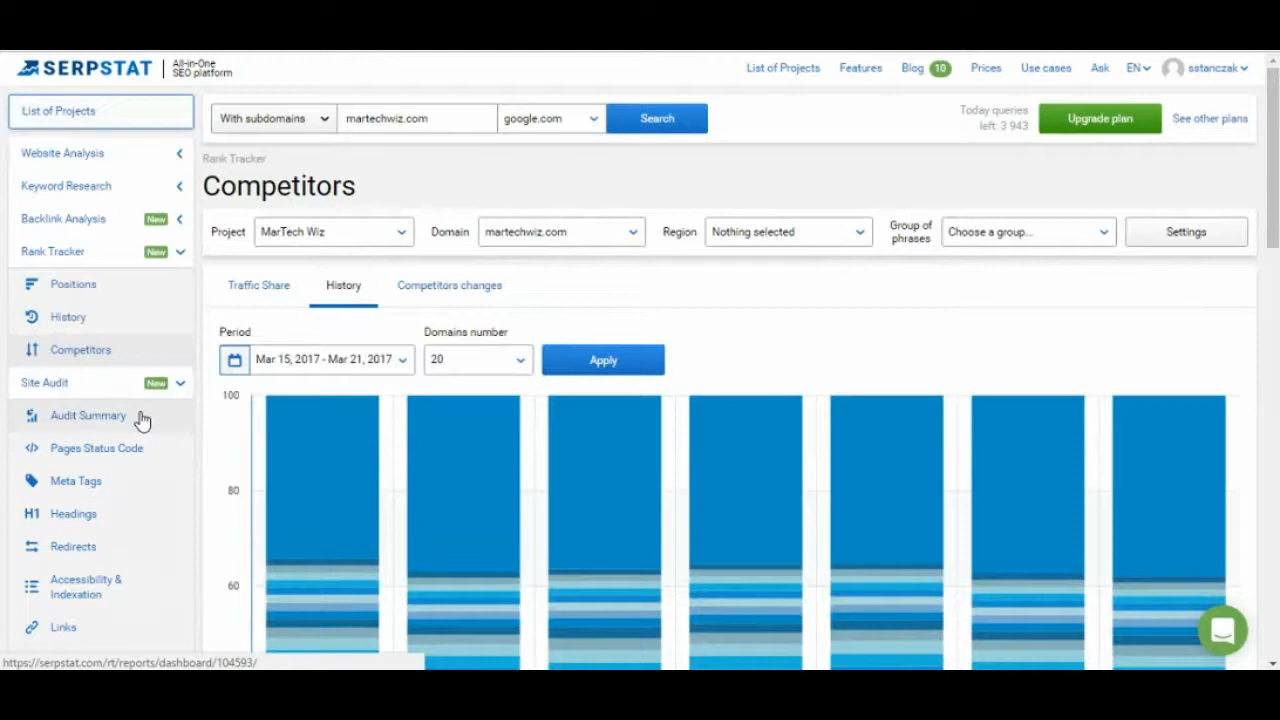 SERPSTAT
All-in-One
SEO platform
List of Projects
Features
Blog 10
Prices
Use cases
Ask
EN
sstanczak
List of Projects
With subdomains
martechwiz.com
google.com
Search
Today queries
left: 3 943
Upgrade plan
See other plans
Website Analysis
Keyword Research
Backlink Analysis New
Rank Tracker New
Positions
History
Competitors
Site Audit New
Audit Summary
Pages Status Code
Meta Tags
H1 Headings
Redirects
Accessibility &
Indexation
Links
Rank Tracker
Competitors
Project
MarTech Wiz
Domain
martechwiz.com
Region
Nothing selected
Group of
phrases
Choose a group...
Settings
Traffic Share
History
Competitors changes
Period
Domains number
Mar 15, 2017 - Mar 21, 2017
20
Apply
100
80
60
https://serpstat.com/rt/reports/dashboard/104593/